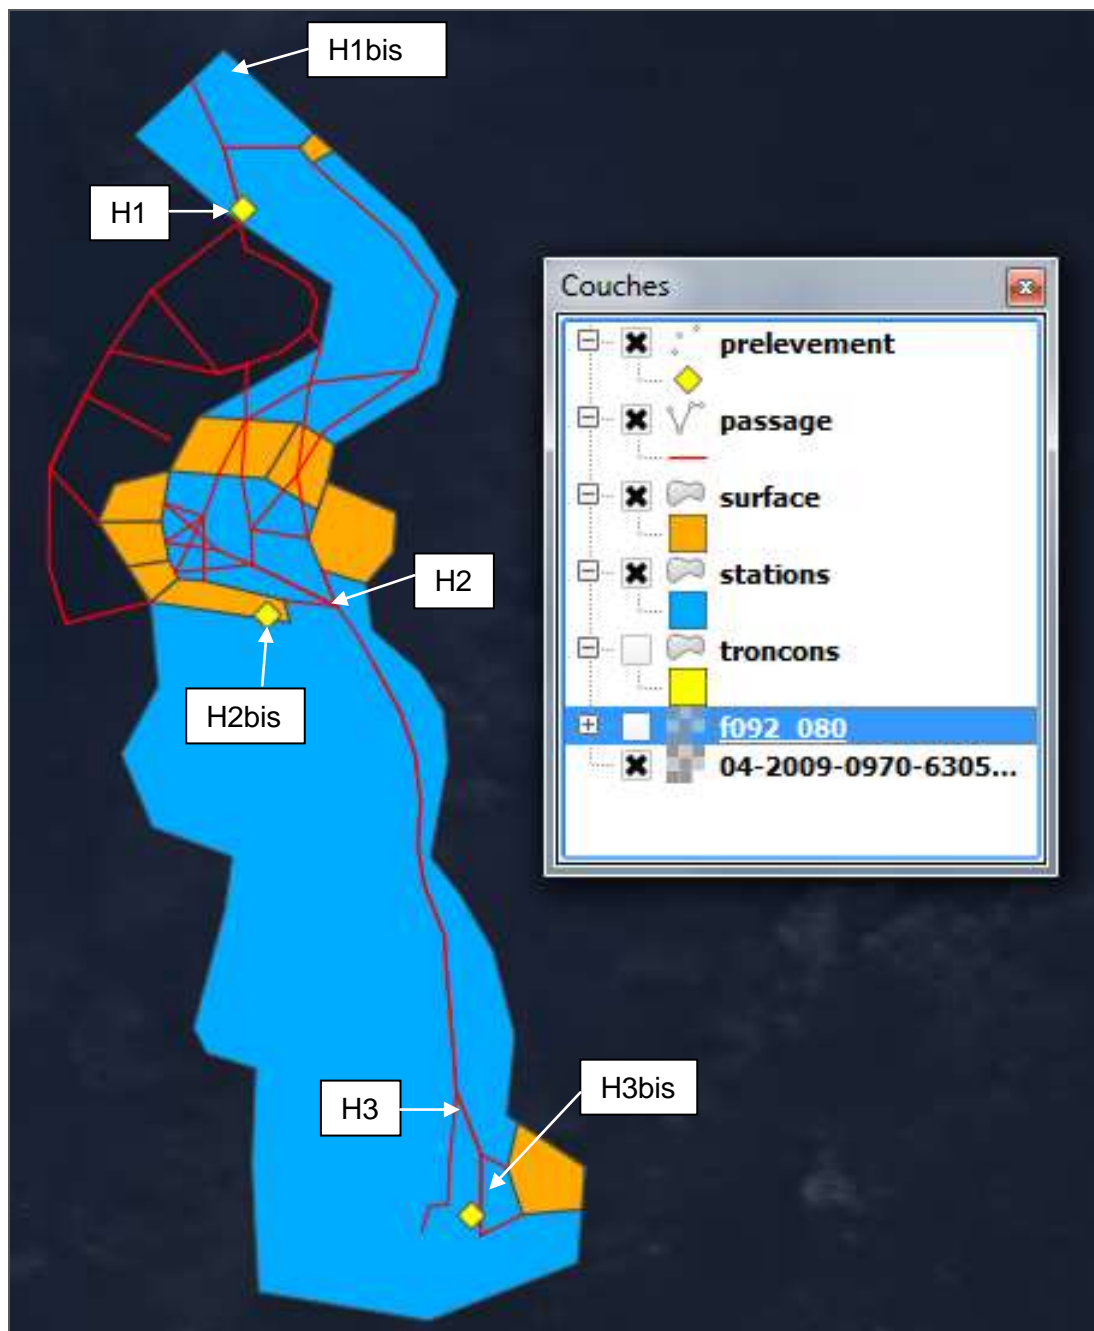 H1bis
H1
Couches
prelevement
passage
surface
stations
troncons
f092_080
04-2009-0970-6305...
H2
H2bis
H3
H3bis